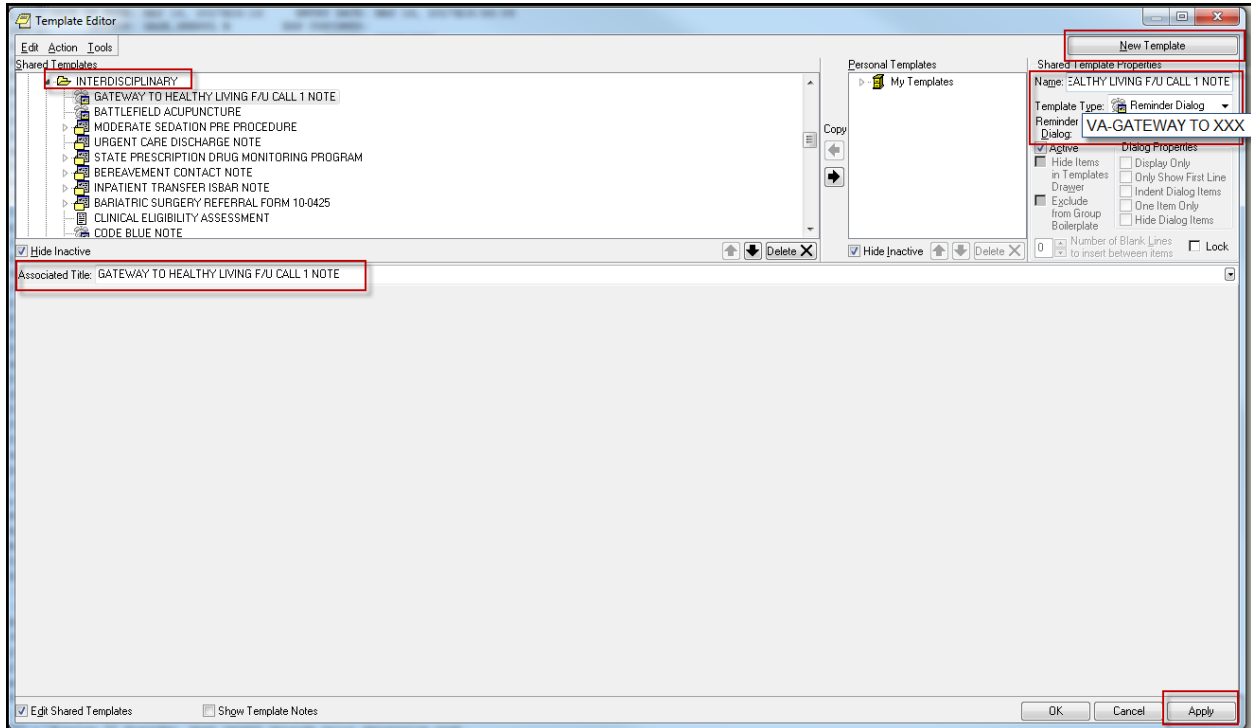 Template Editor
Edit Action Tools
New Template
Shared Templates
INTERDISCIPLINARY
GATEWAY TO HEALTHY LIVING F/U CALL 1 NOTE
BATTLEFIELD ACUPUNCTURE
MODERATE SEDATION PRE PROCEDURE
URGENT CARE DISCHARGE NOTE
STATE PRESCRIPTION DRUG MONITORING PROGRAM
BEREAVEMENT CONTACT NOTE
INPATIENT TRANSFER ISBAR NOTE
BARIATRIC SURGERY REFERRAL FORM 10-0425
CLINICAL ELIGIBILITY ASSESSMENT
CODE BLUE NOTE
Copy
Personal Templates
My Templates
Shared Template Properties
Name: EALTHY LIVING F/U CALL 1 NOTE
Template Type: Reminder Dialog
Reminder
Dialog:
VA-GATEWAY TO XXX
Active
Hide Items
in Templates
Drawer
Exclude
from Group
Boilerplate
Dialog Properties
Display Only
Only Show First Line
Indent Dialog Items
One Item Only
Hide Dialog Items
0 Number of Blank Lines
to insert between items
Lock
Hide Inactive
Delete X
Hide Inactive
Delete X
Associated Title: GATEWAY TO HEALTHY LIVING F/U CALL 1 NOTE
Edit Shared Templates
Show Template Notes
OK
Cancel
Apply